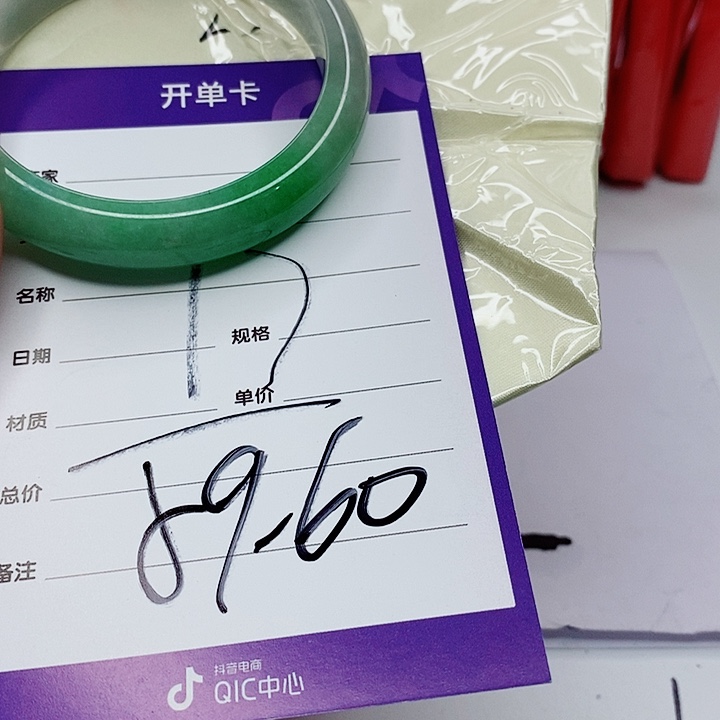 开单卡
家
名称
日期 规格
材质 单价
总价
89.60
备注
抖音电商
QIC中心